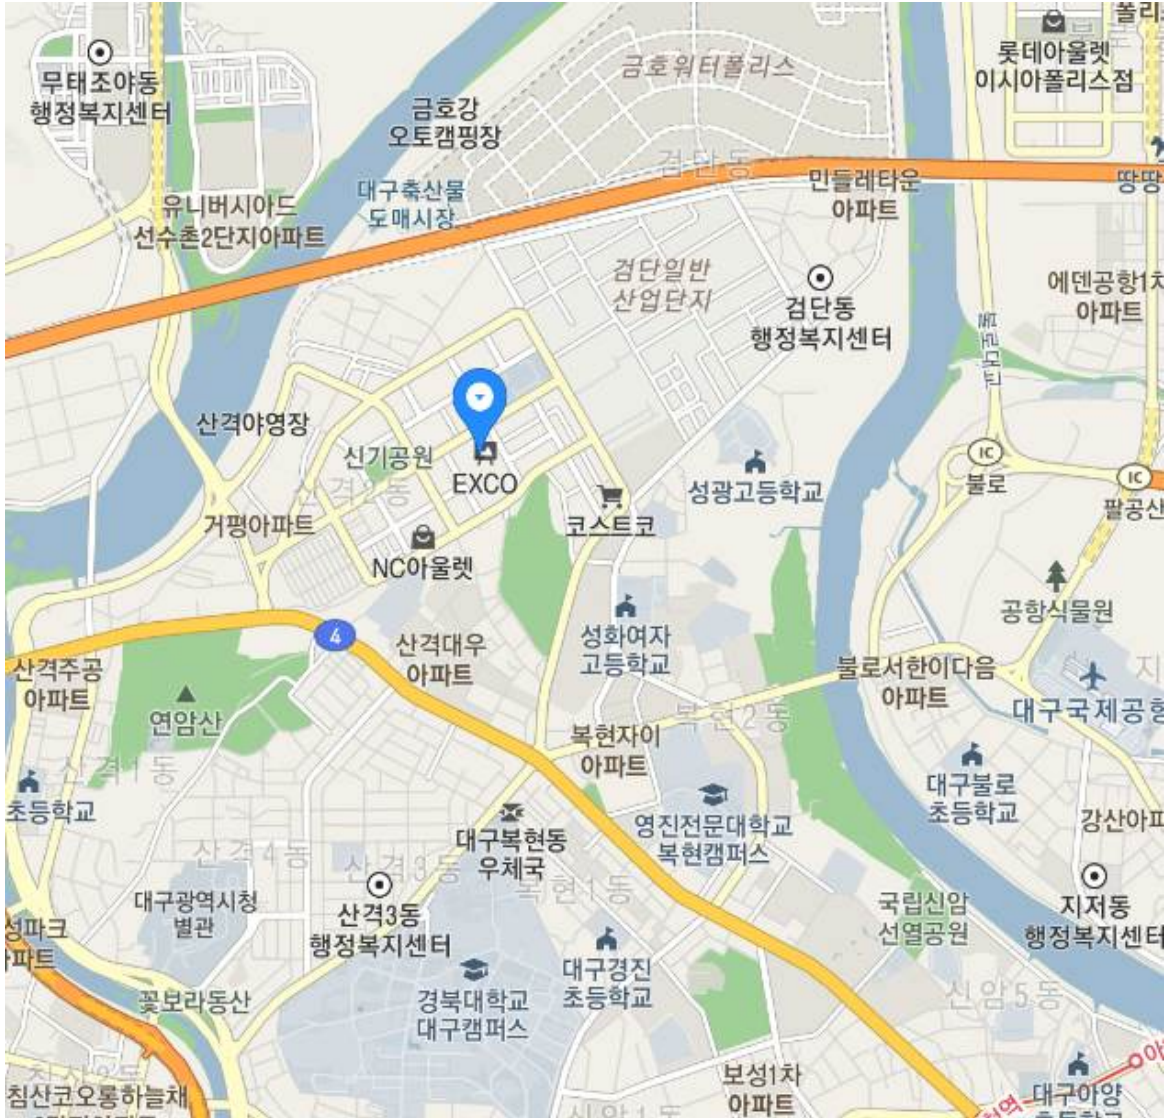 폴리
무태조야동
행정복지센터
롯데아울렛
이시아폴리스점
금호워터폴리스
금호강
오토캠핑장
검단동
민들레타운
아파트
땅땅
대구축산물
도매시장
유니버시아드
선수촌2단지아파트
검단일반
산업단지
검단동
행정복지센터
에덴공항1차
아파트
불로대교
산격야영장
신기공원
산격2동
EXCO
성광고등학교
IC
불로
IC
팔공산
코스트코
거평아파트
NC아울렛
공항식물원
4
성화여자
고등학교
산격대우
아파트
산격주공
아파트
불로서한이다음
아파트
지
대구국제공항
연암산
복현2동
복현자이
아파트
산격1동
초등학교
대구불로
초등학교
영진전문대학교
복현캠퍼스
강산아파
대구복현동
우체국
산격4동
산격3동
복현1동
대구광역시청
별관
산격3동
행정복지센터
국립신암
선열공원
지저동
행정복지센터
성파크
아파트
대구경진
초등학교
경북대학교
대구캠퍼스
꽃보라동산
신암5동
보성1차
아파트
대구아양
침산코오롱하늘채
신암1동